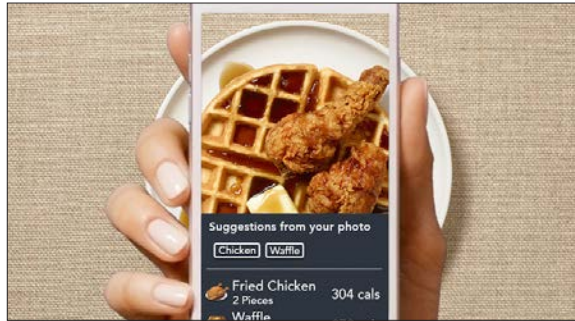 Suggestions from your photo
Chicken Waffle
Fried Chicken
2 Pieces
304 cals
Waffle